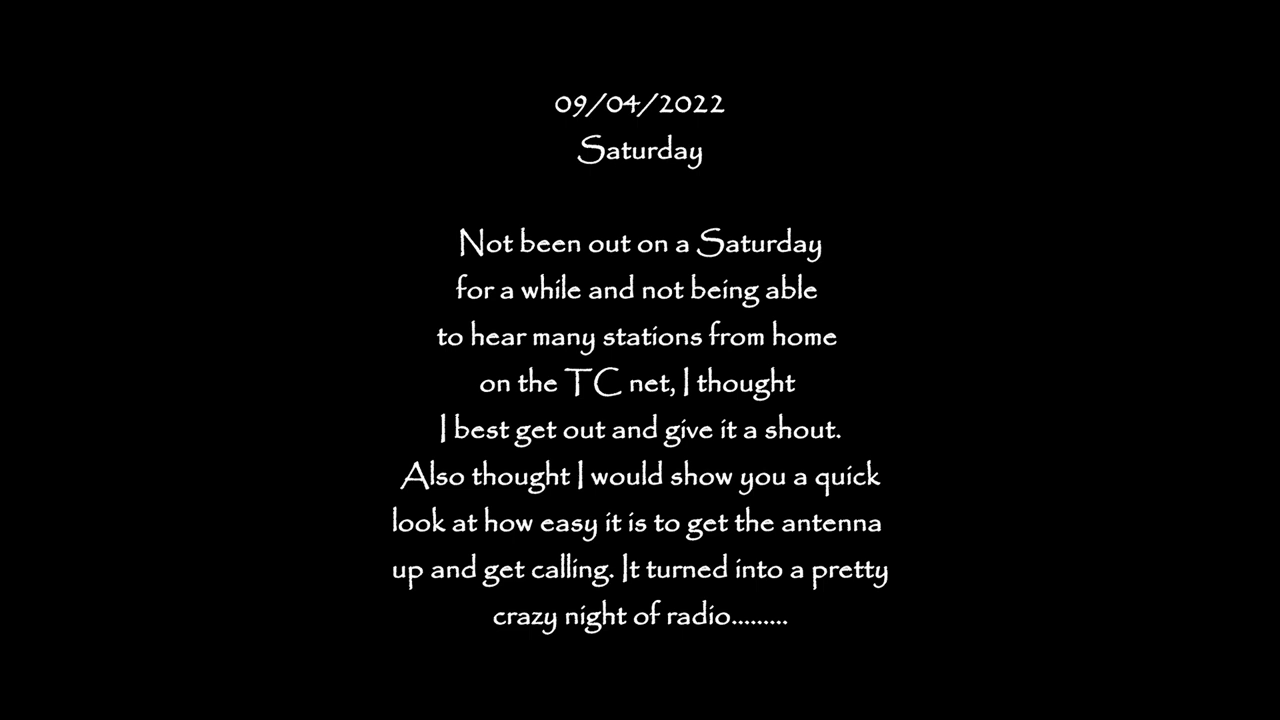 09/04/2022
Saturday
Not been out on a Saturday
for a while and not being able
to hear many stations from home
on the TC net, I thought
I best get out and give it a shout.
Also thought I would show you a quick
look at how easy it is to get the antenna
up and get calling. It turned into a pretty
crazy night of radio.........